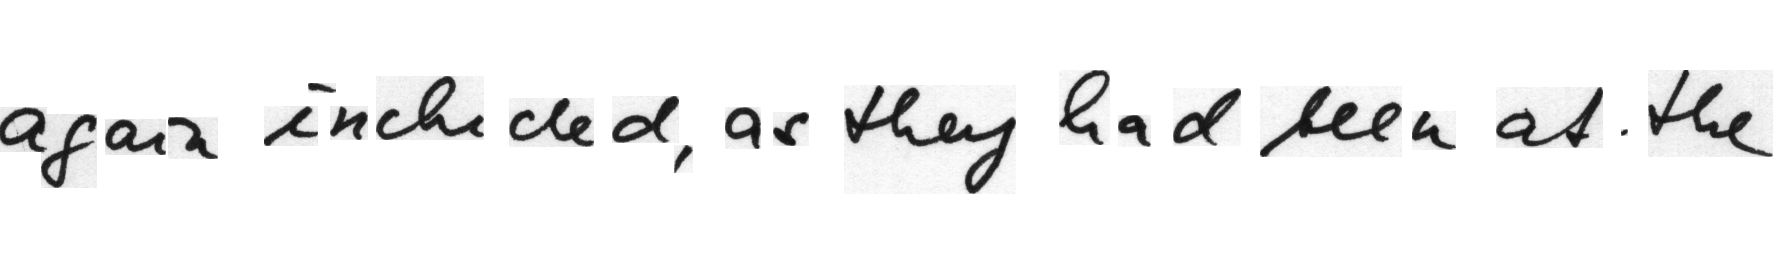 again included, as they had been at . the